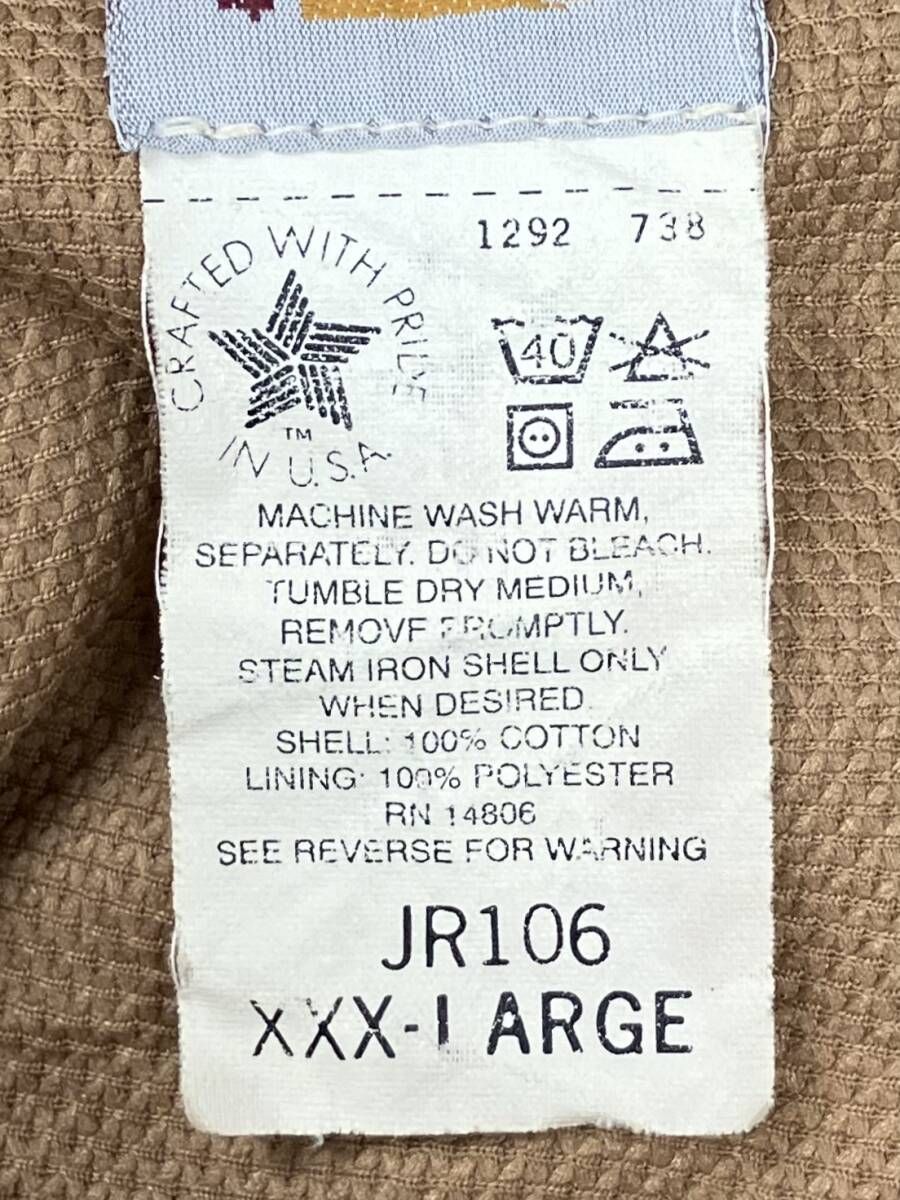 1292 738
CRAFTED WITH PRIDE
IN U.S.A
TM
40
MACHINE WASH WARM,
SEPARATELY. DO NOT BLEACH.
TUMBLE DRY MEDIUM,
REMOVE PROMPTLY.
STEAM IRON SHELL ONLY
WHEN DESIRED.
SHELL: 100% COTTON
LINING: 100% POLYESTER
RN 14806
SEE REVERSE FOR WARNING
JR106
XXX-LARGE